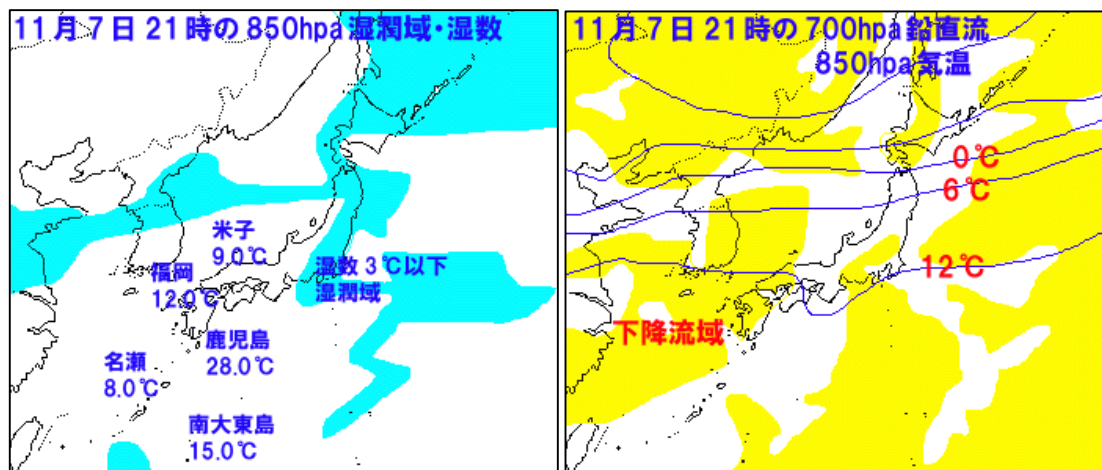 11月7日21時の850hpa湿潤域・湿数
米子
9.0℃
福岡
12.0℃
湿数3℃以下
湿潤域
鹿児島
28.0℃
名瀬
8.0℃
南大東島
15.0℃
11月7日21時の700hpa鉛直流
850hpa気温
0℃
6℃
12℃
下降流域